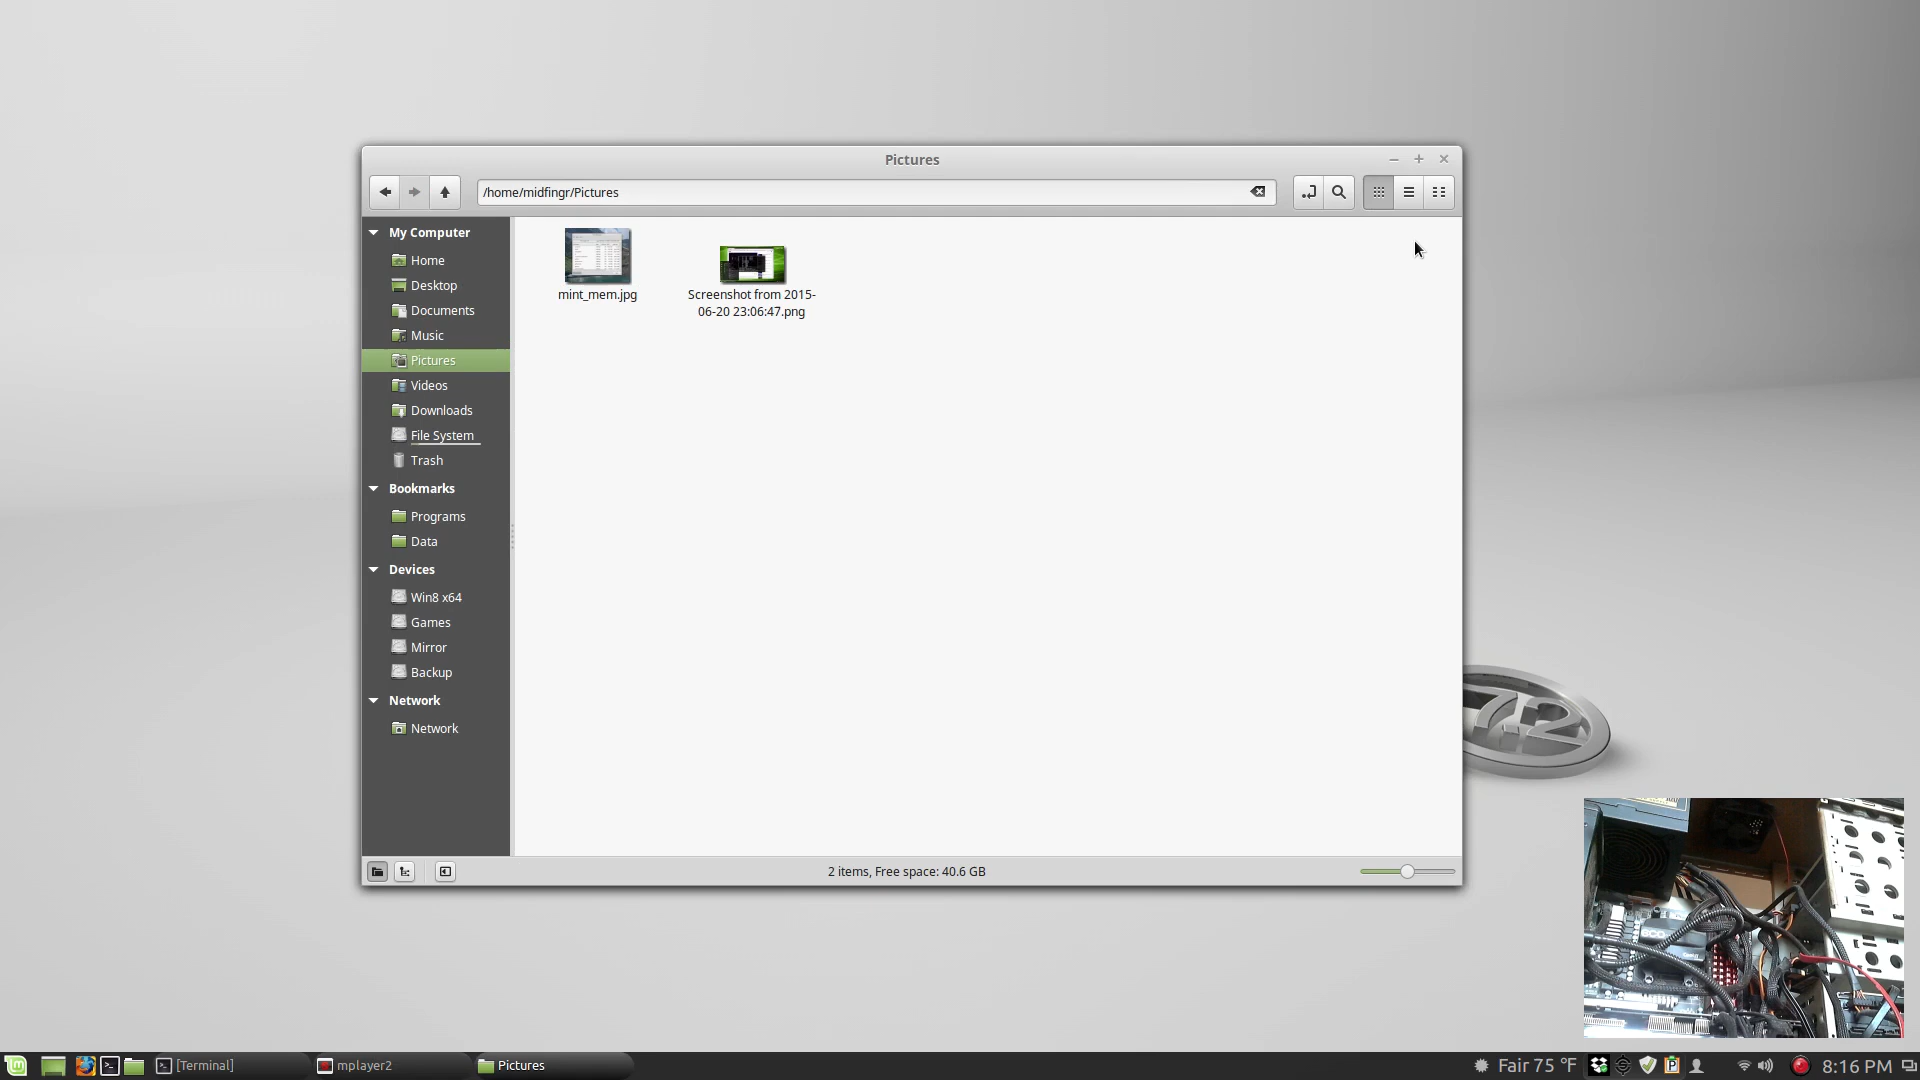 Pictures
/home/midfingr/Pictures
My Computer
Home
Desktop
Documents
Music
Pictures
Videos
Downloads
File System
Trash
Bookmarks
Programs
Data
Devices
Win8 x64
Games
Mirror
Backup
Network
Network
mint_mem.jpg
Screenshot from 2015-
06-20 23:06:47.png
2 items, Free space: 40.6 GB
[Terminal]
mplayer2
Pictures
Fair 75 °F
8:16 PM